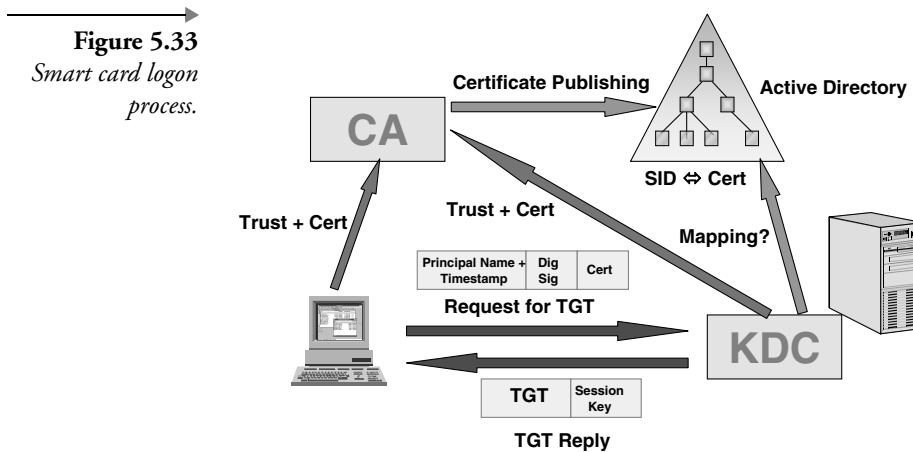 Figure 5.33
Smart card logon
process.
Certificate Publishing
Active Directory
CA
SID ⇔ Cert
Trust + Cert
Trust + Cert
Mapping?
Principal Name +
Timestamp
Dig
Sig
Cert
Request for TGT
KDC
TGT
Session
Key
TGT Reply